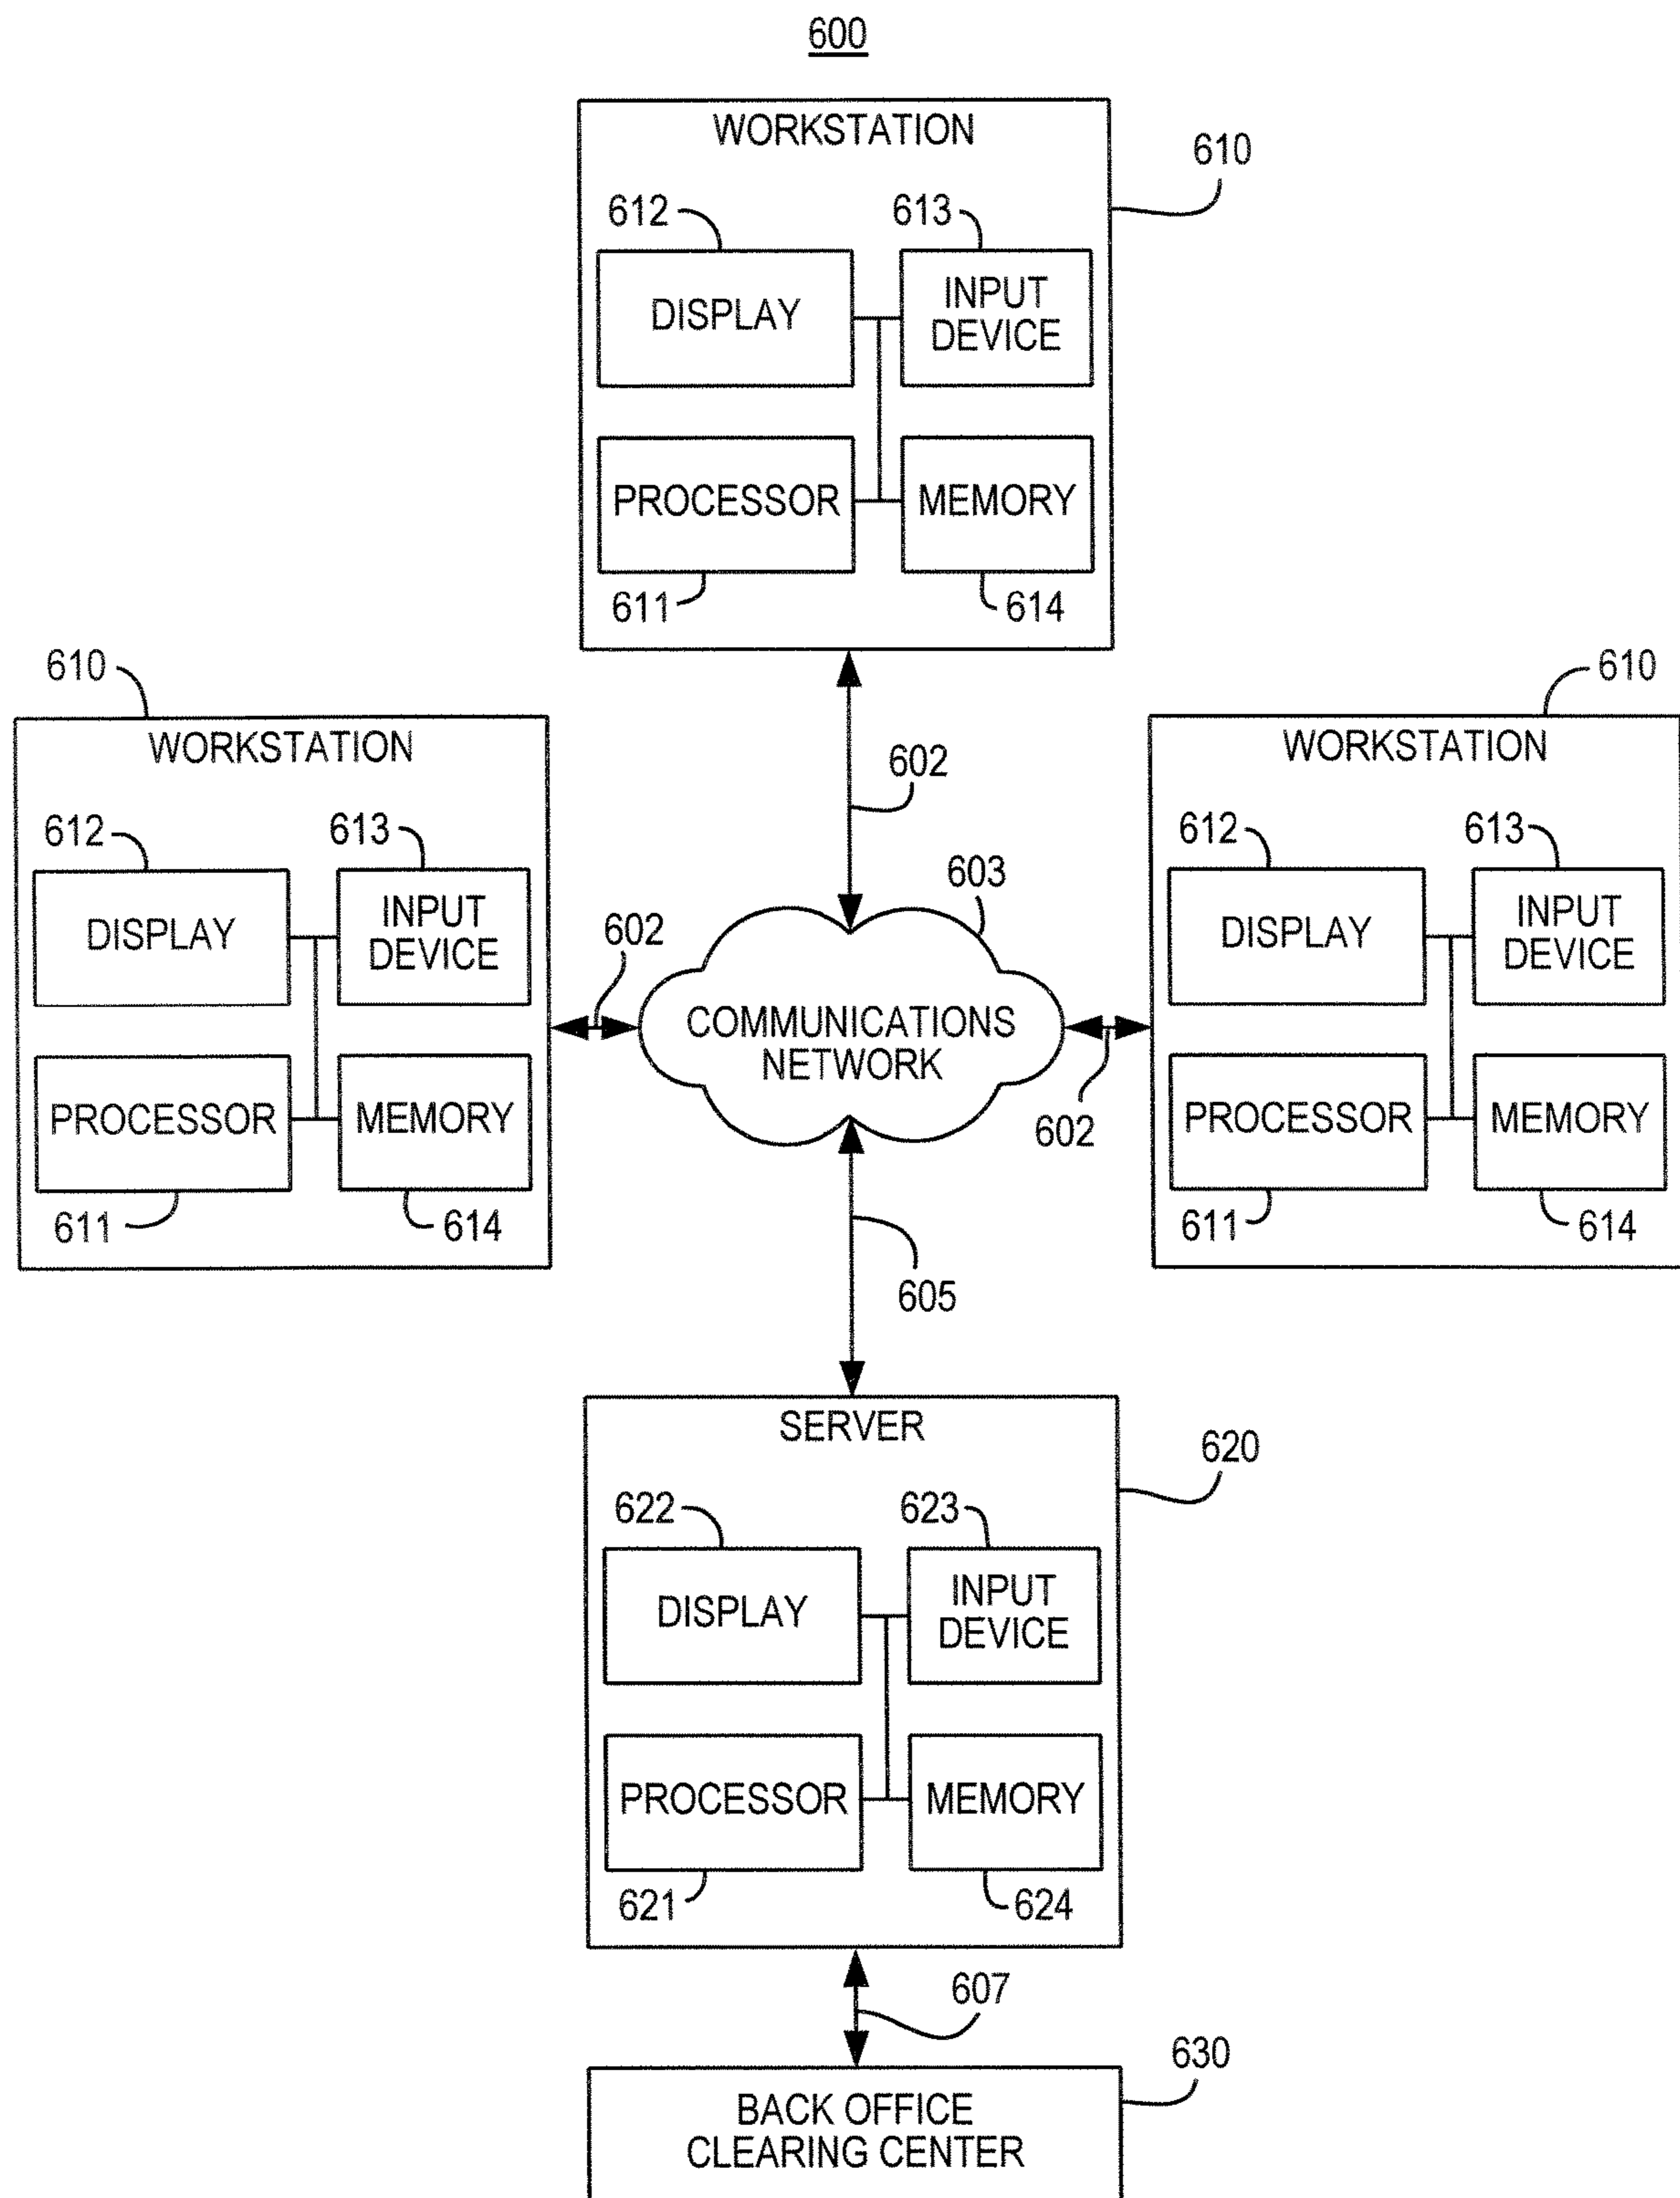 600
WORKSTATION
610
612
613
DISPLAY
INPUT
DEVICE
PROCESSOR
MEMORY
611
614
610
WORKSTATION
612
613
DISPLAY
INPUT
DEVICE
PROCESSOR
MEMORY
611
614
602
602
603
COMMUNICATIONS
NETWORK
602
610
WORKSTATION
612
613
DISPLAY
INPUT
DEVICE
PROCESSOR
MEMORY
611
614
605
SERVER
620
622
623
DISPLAY
INPUT
DEVICE
PROCESSOR
MEMORY
621
624
607
630
BACK OFFICE
CLEARING CENTER